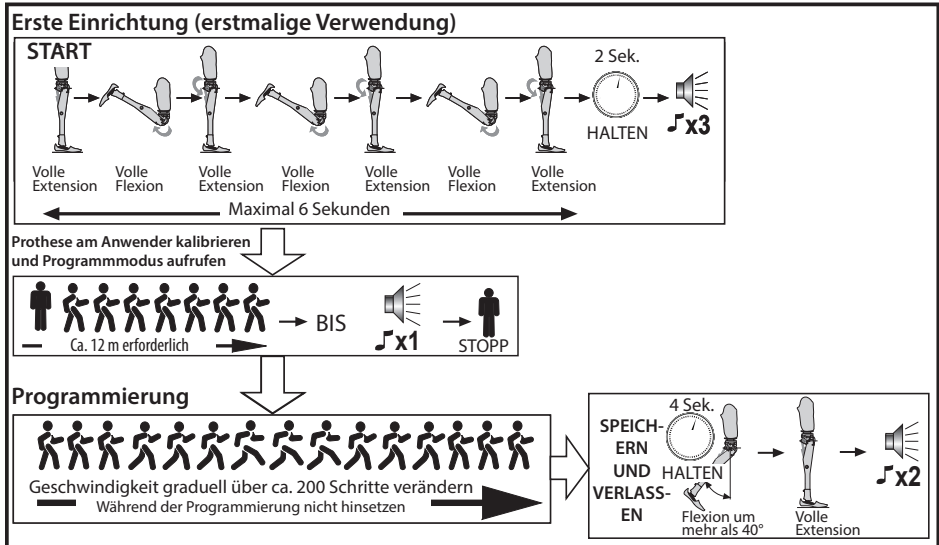 Erste Einrichtung (erstmalige Verwendung)
START
2 Sek.
HALTEN
x3
Volle
Extension
Volle
Flexion
Volle
Extension
Volle
Flexion
Volle
Extension
Volle
Flexion
Volle
Extension
Maximal 6 Sekunden
Prothese am Anwender kalibrieren
und Programmmodus aufrufen
Ca. 12 m erforderlich
BIS
x1
STOPP
Programmierung
Geschwindigkeit graduell über ca. 200 Schritte verändern
Während der Programmierung nicht hinsetzen
SPEICH-
ERN
UND
VERLASS-
EN
4 Sek.
HALTEN
Flexion um
mehr als 40°
Volle
Extension
x2